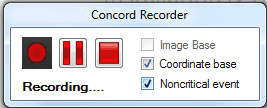 Concord Recorder
Image Base
Coordinate base
Noncritical event
Recording....